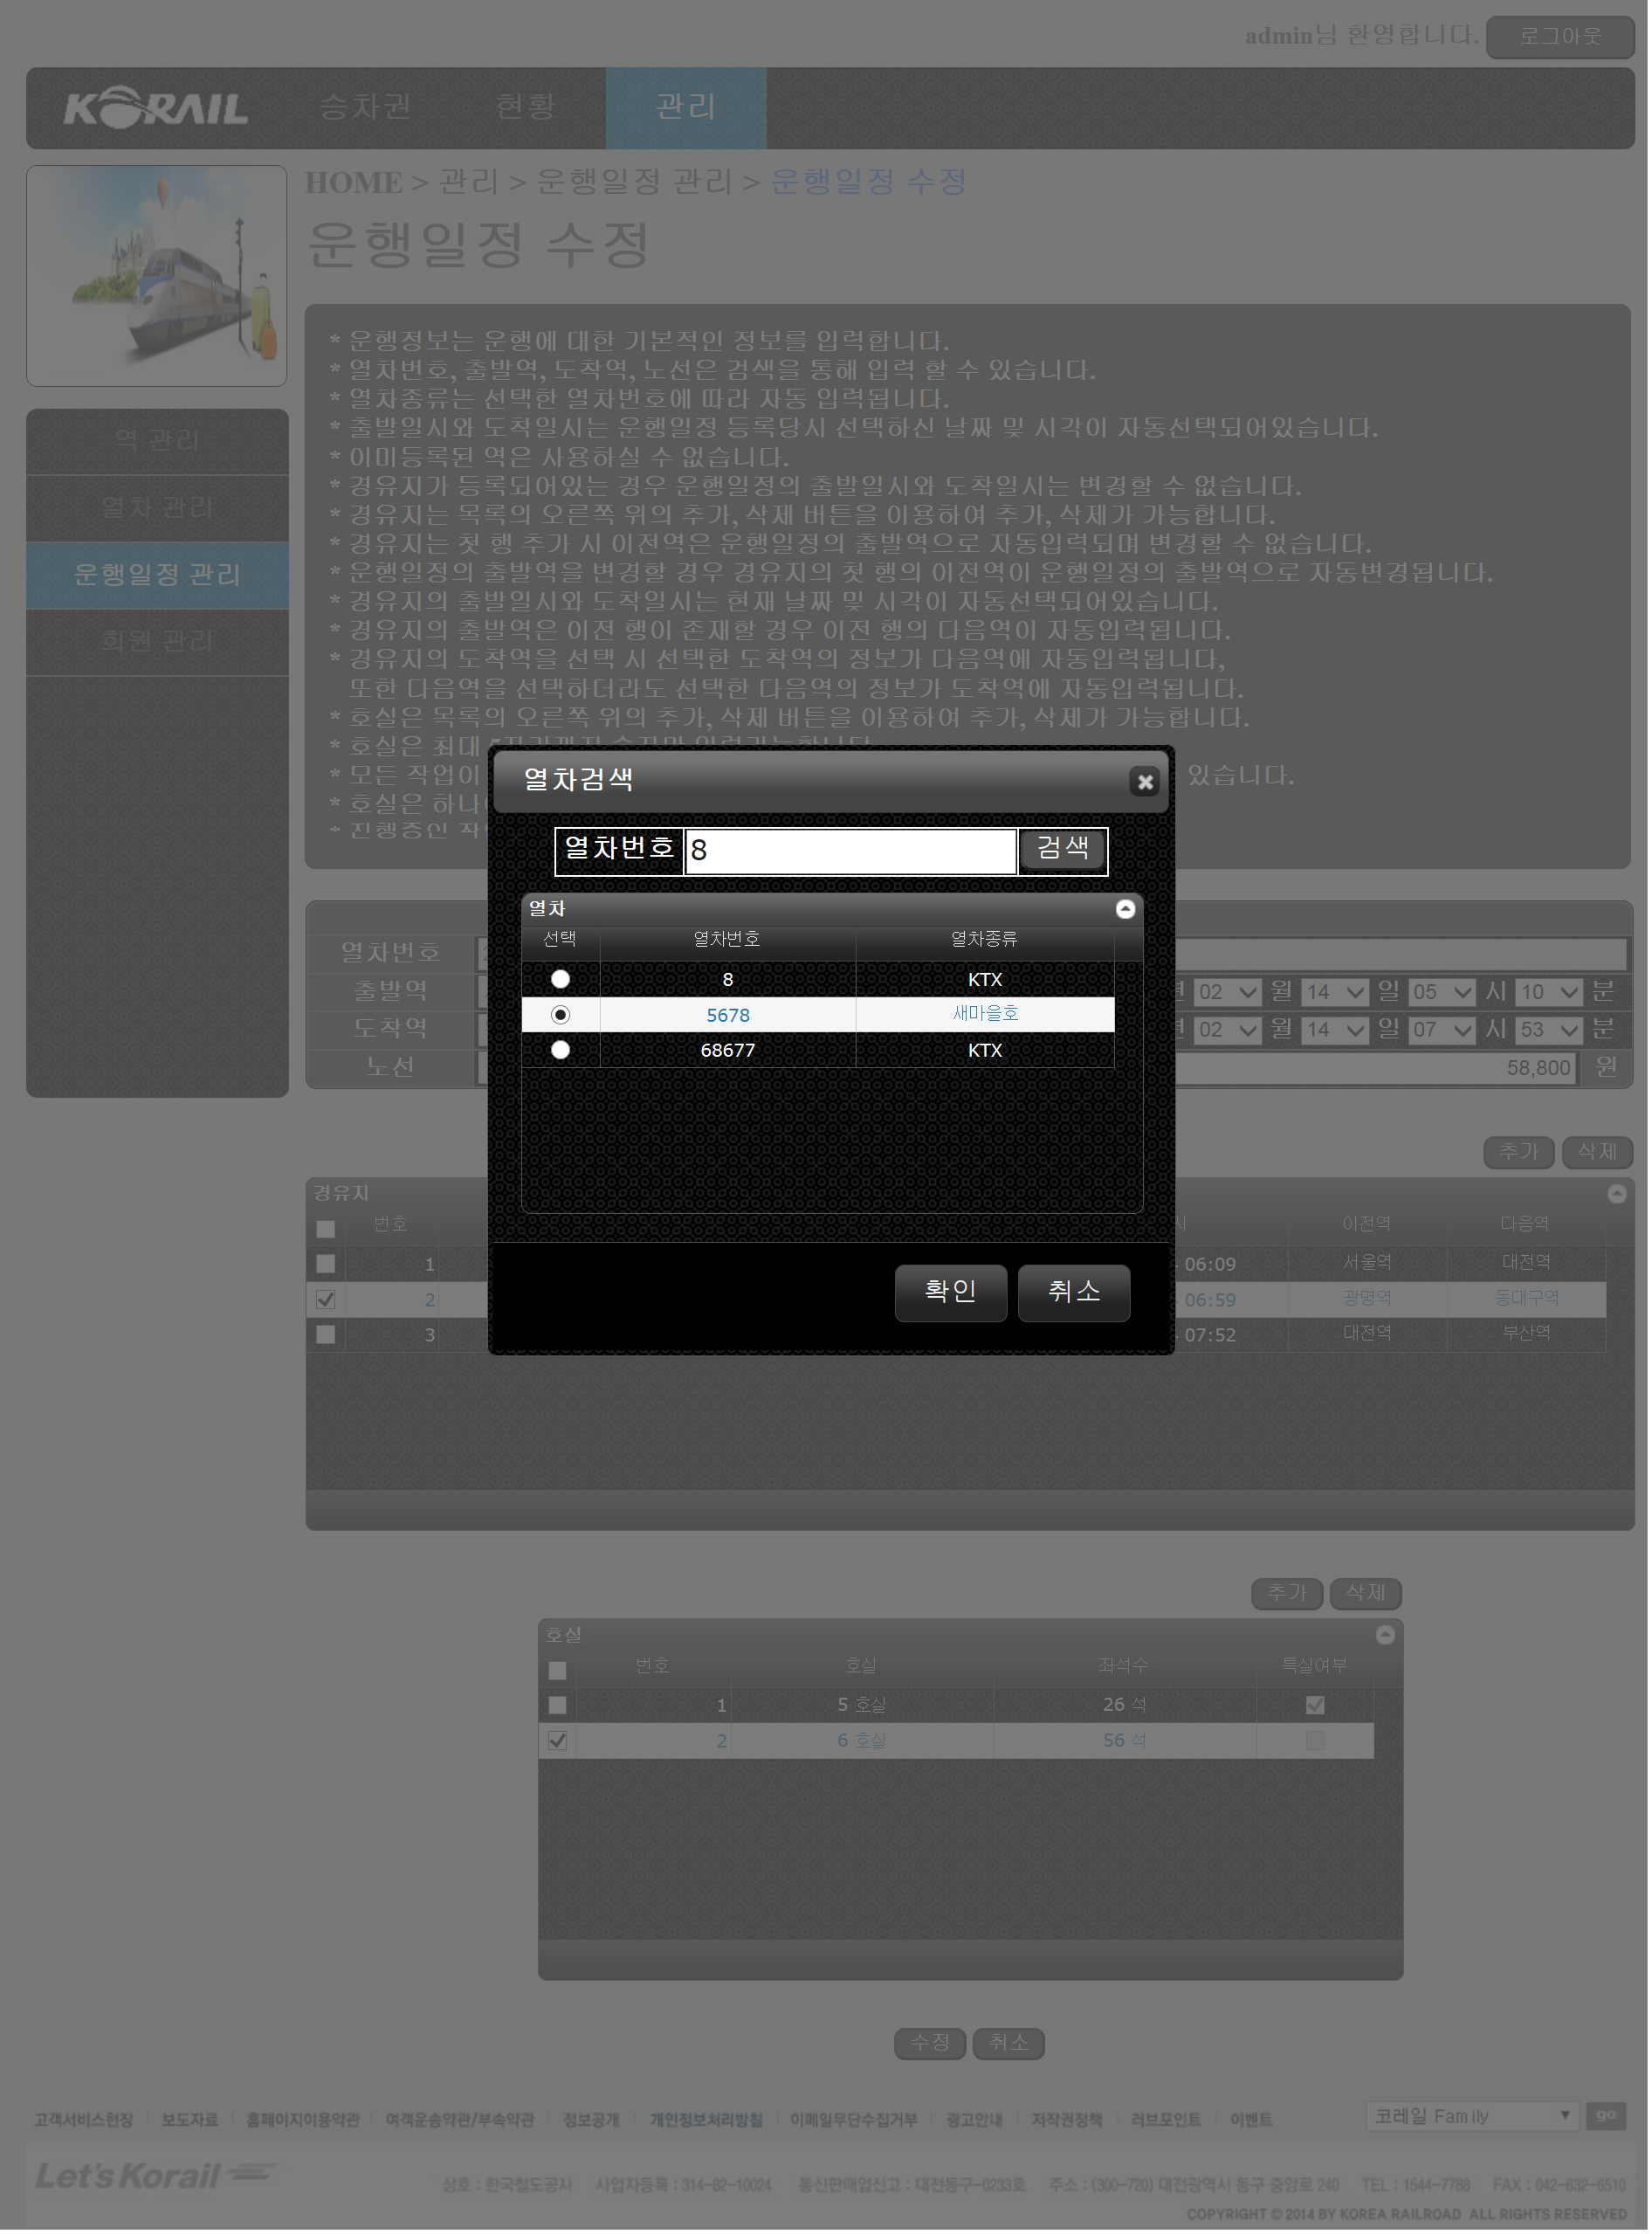 admin님 환영합니다. 로그아웃
KORAIL 승차권 현황 관리
HOME > 관리 > 운행일정 관리 > 운행일정 수정
운행일정 수정
역 관리
열차 관리
운행일정 관리
회원 관리
* 운행정보는 운행에 대한 기본적인 정보를 입력합니다.
* 열차번호, 출발역, 도착역, 노선은 검색을 통해 입력 할 수 있습니다.
* 열차종류는 선택한 열차번호에 따라 자동 입력됩니다.
* 출발일시와 도착일시는 운행일정 등록당시 선택하신 날짜 및 시각이 자동선택되어있습니다.
* 이미등록된 역은 사용하실 수 없습니다.
* 경유지가 등록되어있는 경우 운행일정의 출발일시와 도착일시는 변경할 수 없습니다.
* 경유지는 목록의 오른쪽 위의 추가, 삭제 버튼을 이용하여 추가, 삭제가 가능합니다.
* 경유지는 첫 행 추가 시 이전역은 운행일정의 출발역으로 자동입력되며 변경할 수 없습니다.
* 운행일정의 출발역을 변경할 경우 경유지의 첫 행의 이전역이 운행일정의 출발역으로 자동변경됩니다.
* 경유지의 출발일시와 도착일시는 현재 날짜 및 시각이 자동선택되어있습니다.
* 경유지의 출발역은 이전 행이 존재할 경우 이전 행의 다음역이 자동입력됩니다.
* 경유지의 도착역을 선택 시 선택한 도착역의 정보가 다음역에 자동입력됩니다,
또한 다음역을 선택하더라도 선택한 다음역의 정보가 도착역에 자동입력됩니다.
* 호실은 목록의 오른쪽 위의 추가, 삭제 버튼을 이용하여 추가, 삭제가 가능합니다.
* 호실은 최대
* 모든 작업이 있습니다.
* 호실은
열차검색
열차번호 8 검색
열차
선택 열차번호 열차종류
8 KTX
5678 새마을호
68677 KTX
확인 취소
열차번호
출발역 02 월 14 일 05 시 10 분
도착역 02 월 14 일 07 시 53 분
노선 58,800 원
추가 삭제
경유지
번호 이전역 다음역
1 06:09 서울역 대전역
2 06:59 광명역 동대구역
3 07:52 대전역 부산역
추가 삭제
호실
번호 호실 좌석수 특실여부
1 5 호실 26 석
2 6 호실 56 석
수정 취소
고객서비스헌장 보도자료 홈페이지이용약관 여객운송약관/부속약관 정보공개 개인정보처리방침 이메일무단수집거부 광고안내 저작권정책 러브포인트 이벤트 코레일 Family go
Let's Korail 상호 : 한국철도공사 사업자등록 : 314-82-10024 통신판매업신고 : 대전동구-0233호 주소 : (300-720) 대전광역시 동구 중앙로 240 TEL : 1544-7788 FAX : 042-632-6510
COPYRIGHT © 2014 BY KOREA RAILROAD ALL RIGHTS RESERVED